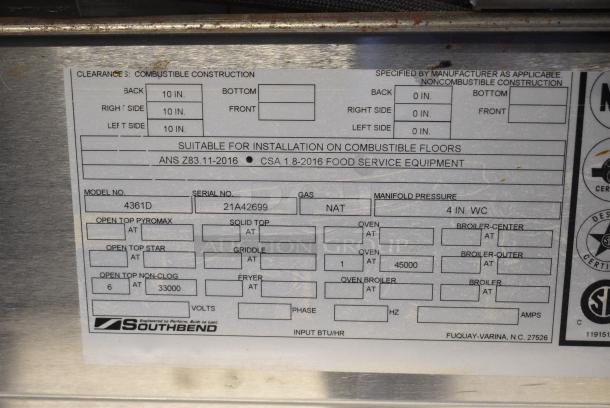 CLEARANCES: COMBUSTIBLE CONSTRUCTION
SPECIFIED BY MANUFACTURER AS APPLICABLE.
NONCOMBUSTIBLE CONSTRUCTION
BACK 10 IN. BOTTOM BACK 0 IN. BOTTOM
RIGHT SIDE 10 IN. FRONT RIGHT SIDE 0 IN. FRONT
LEFT SIDE 10 IN. LEFT SIDE 0 IN.
SUITABLE FOR INSTALLATION ON COMBUSTIBLE FLOORS
ANS Z83.11-2016 • CSA 1.8-2016 FOOD SERVICE EQUIPMENT
MODEL NO. SERIAL NO. GAS MANIFOLD PRESSURE
4361D 21A42699 NAT 4 IN. WC
OPEN TOP PYROMAX SOLID TOP OVEN BROILER-CENTER
AT AT AT AT
OPEN TOP STAR GRIDDLE OVEN BROILER-OUTER
AT AT 1 AT 45000 AT
OPEN TOP NON-CLOG FRYER OVEN BROILER BROILER
6 AT 33000 AT AT AT
VOLTS PHASE HZ AMPS
Engineered to Perform. Built to Last.
SOUTHBEND
INPUT BTU/HR
FUQUAY-VARINA, N.C. 27526